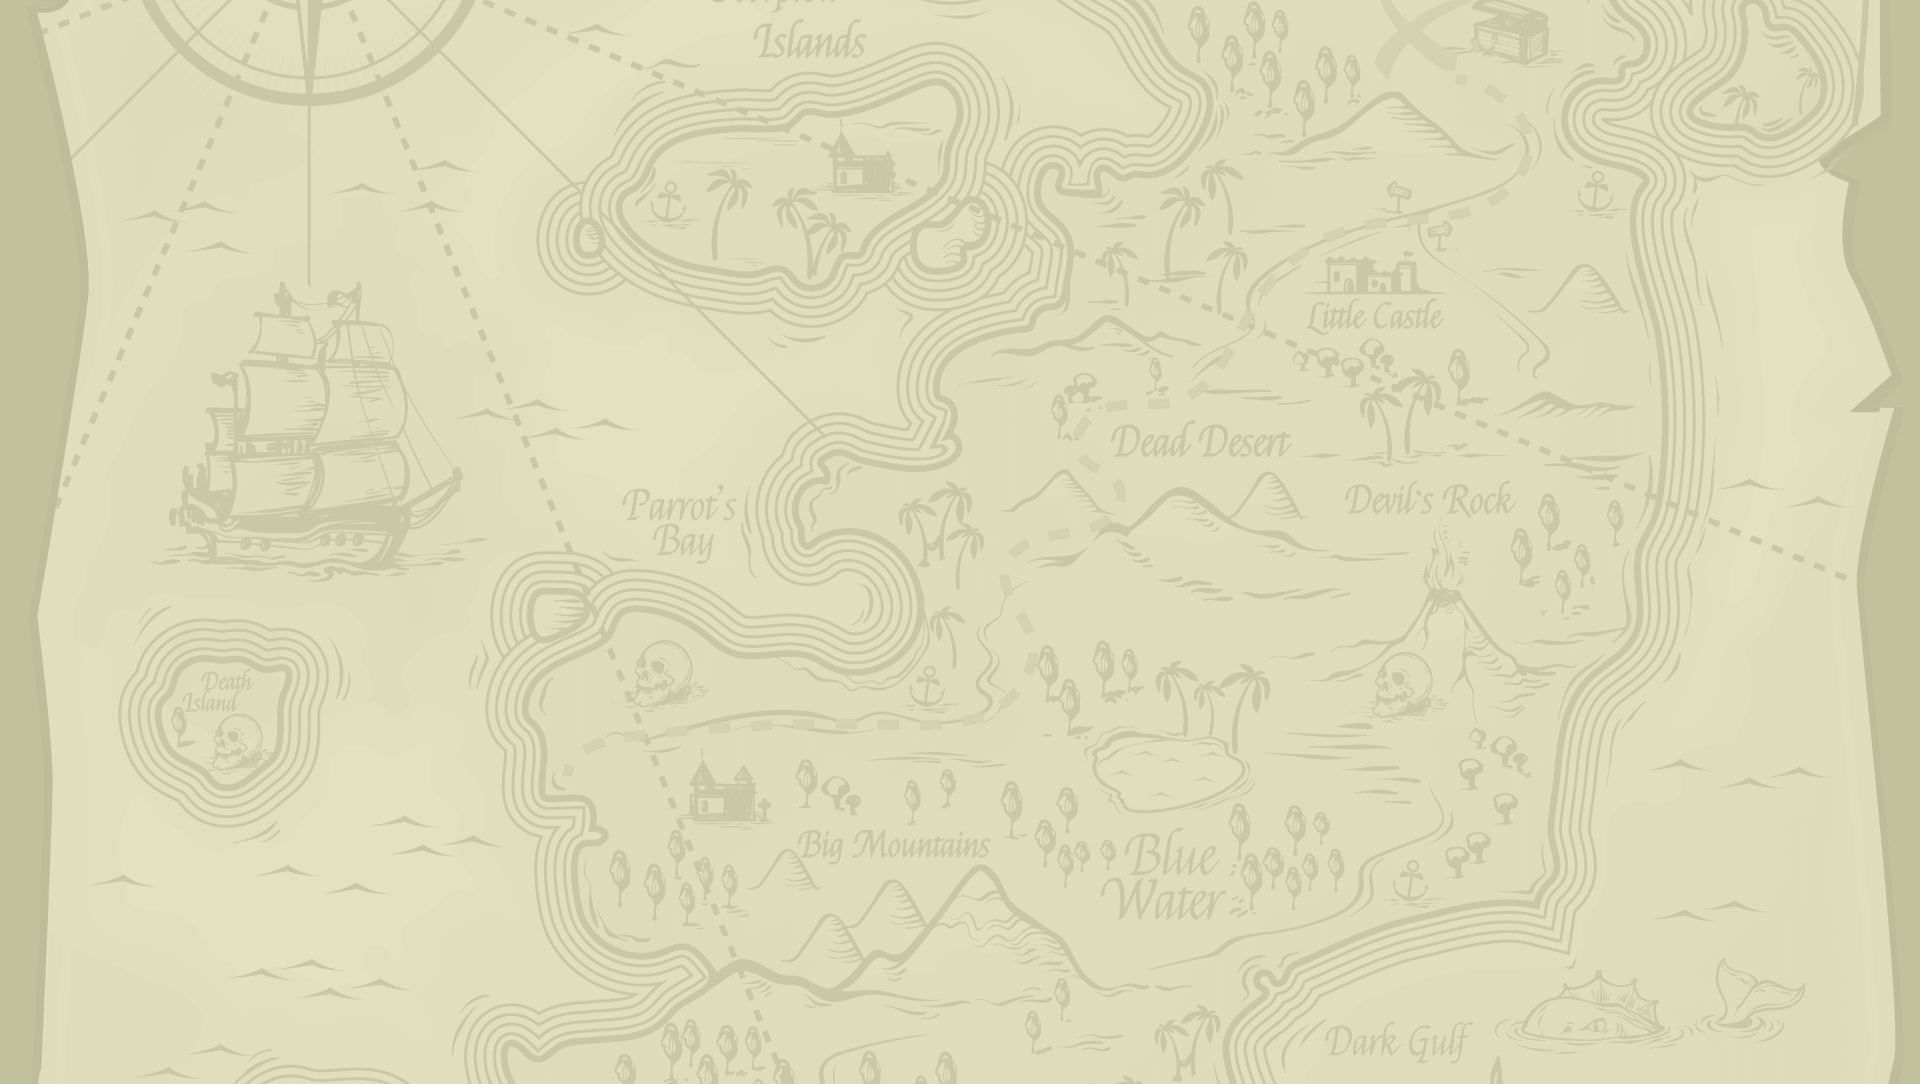 Islands
Little Castle
Dead Desert
Parrot's
Bay
Devil's Rock
Death
Island
Big Mountains
Blue
Water
Dark Gulf